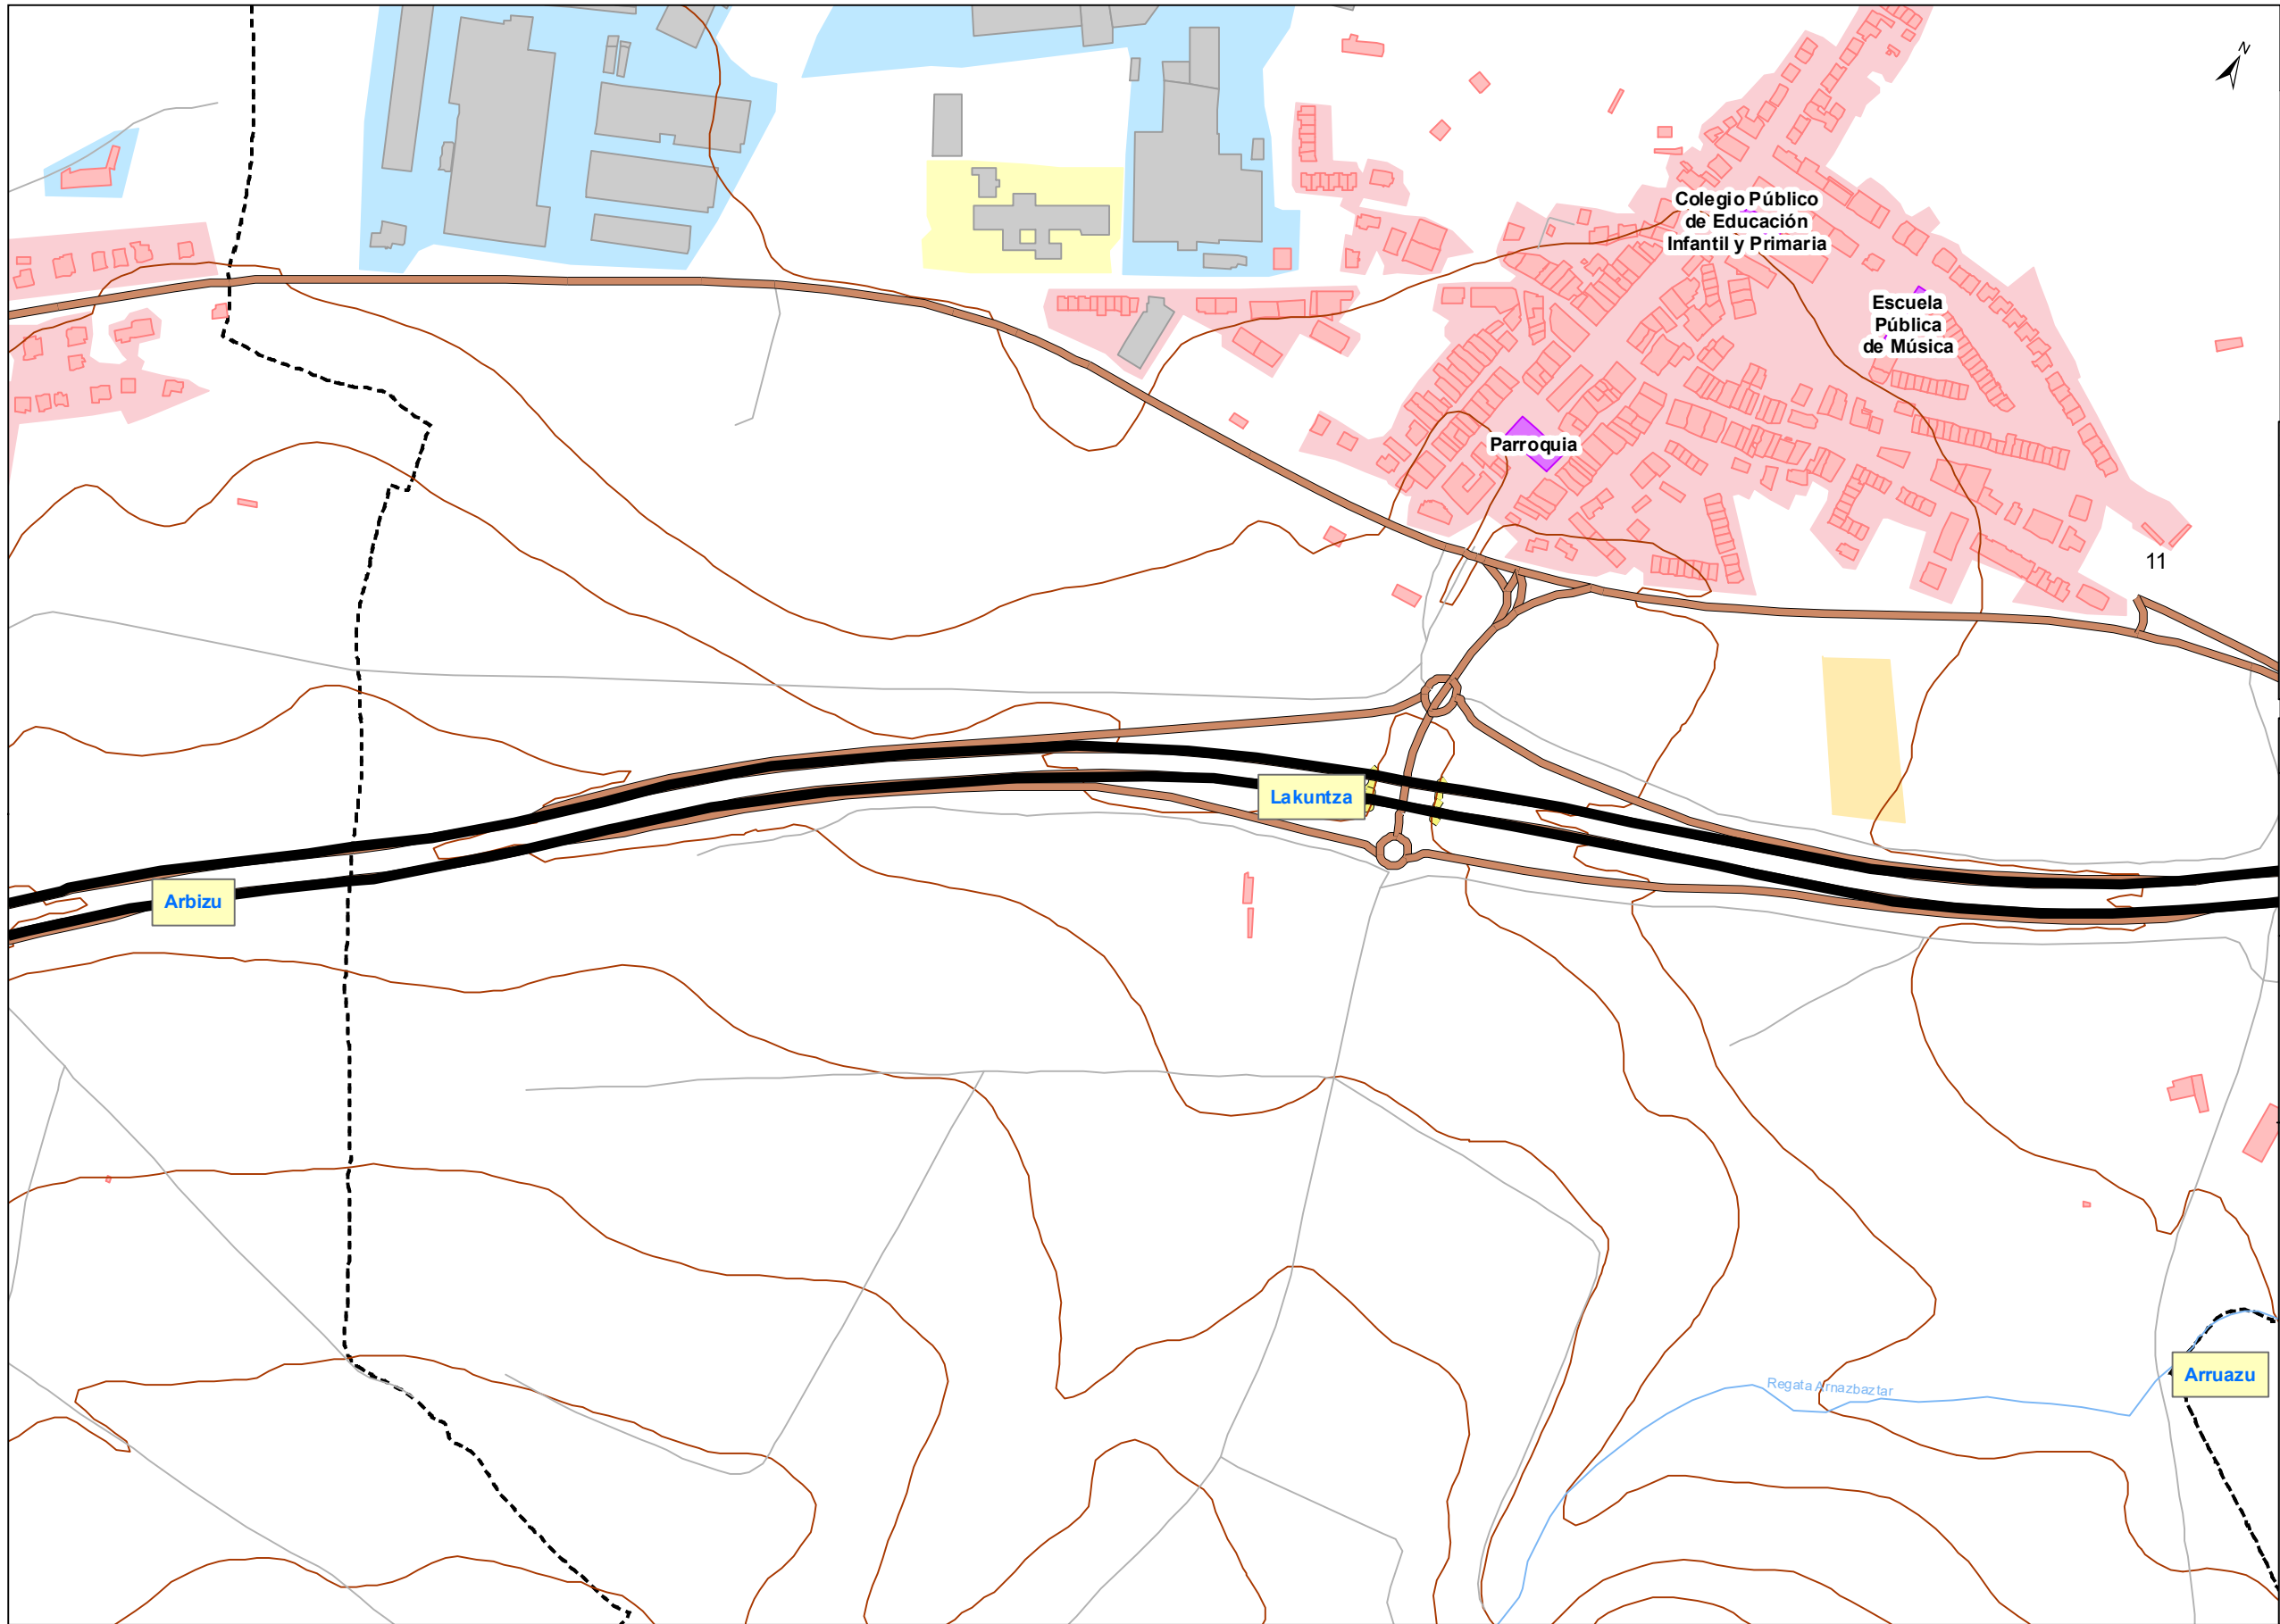 N
Colegio Público
de Educación
Infantil y Primaria
Escuela
Pública
de Música
Parroquia
11
Lakuntza
Arbizu
Arruazu
Regata Arnazbaztar